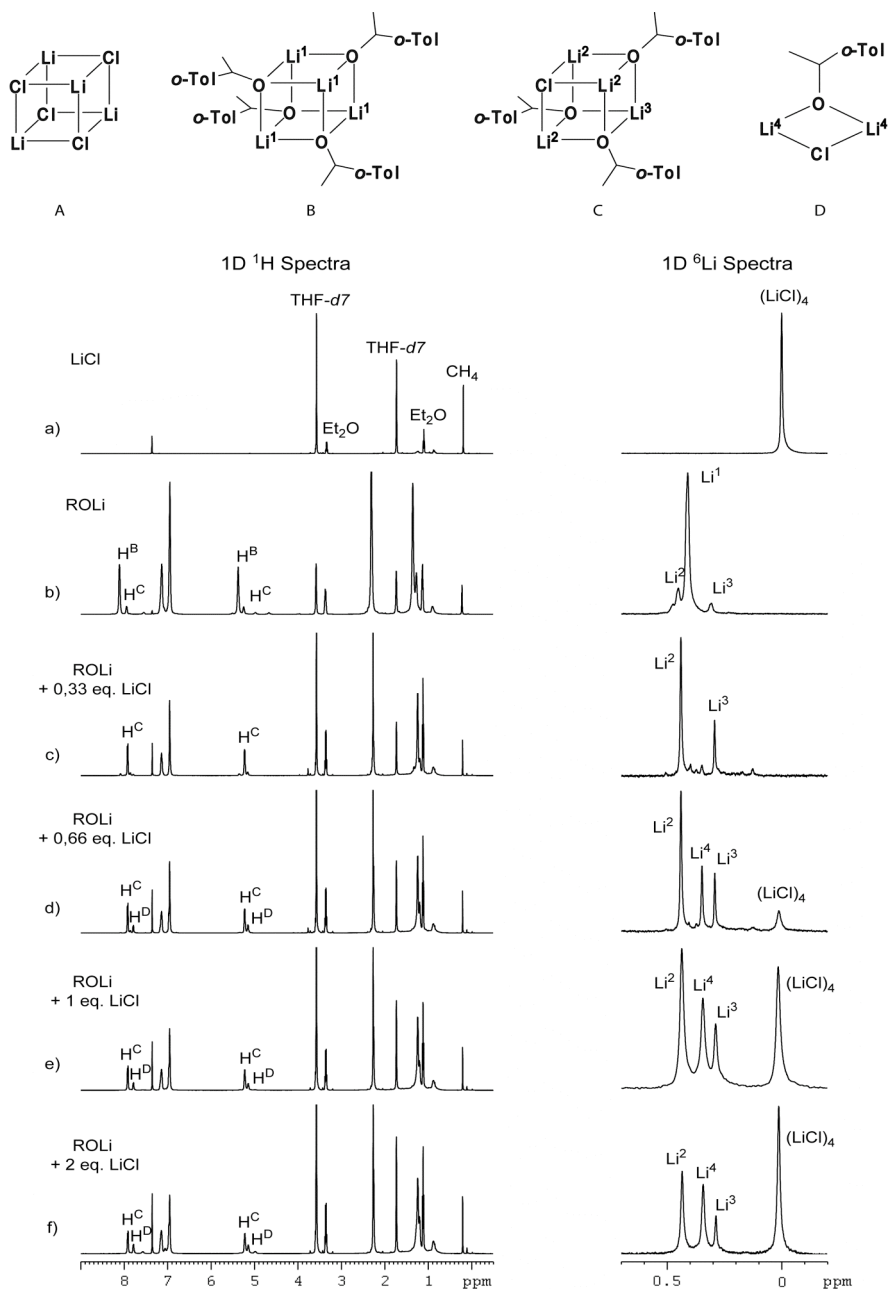 Li Cl
Cl Li
Cl Li
Li Cl
A
Li¹ O o-Tol
o-Tol O Li¹
o-Tol O Li¹
Li¹ O
o-Tol
B
Li² O o-Tol
Cl Li²
o-Tol O Li³
Li² O
o-Tol
C
o-Tol
O
Li⁴ Li⁴
Cl
D
1D ¹H Spectra
1D ⁶Li Spectra
THF-d7
(LiCl)₄
LiCl
THF-d7
CH₄
Et₂O
Et₂O
a)
ROLi
Li¹
Hᴮ
Hᴮ
Hᶜ
Hᶜ
Li²
Li³
b)
ROLi
+ 0,33 eq. LiCl
Li²
Li³
Hᶜ
Hᶜ
c)
ROLi
+ 0,66 eq. LiCl
Li²
Li⁴
Li³
(LiCl)₄
Hᶜ
Hᴰ
Hᶜ
Hᴰ
d)
ROLi
+ 1 eq. LiCl
Li²
Li⁴
Li³
(LiCl)₄
Hᶜ
Hᴰ
Hᶜ
Hᴰ
e)
ROLi
+ 2 eq. LiCl
Li²
Li⁴
Li³
(LiCl)₄
Hᶜ
Hᴰ
Hᶜ
Hᴰ
f)
8 7 6 5 4 3 2 1 ppm
0.5 0 ppm